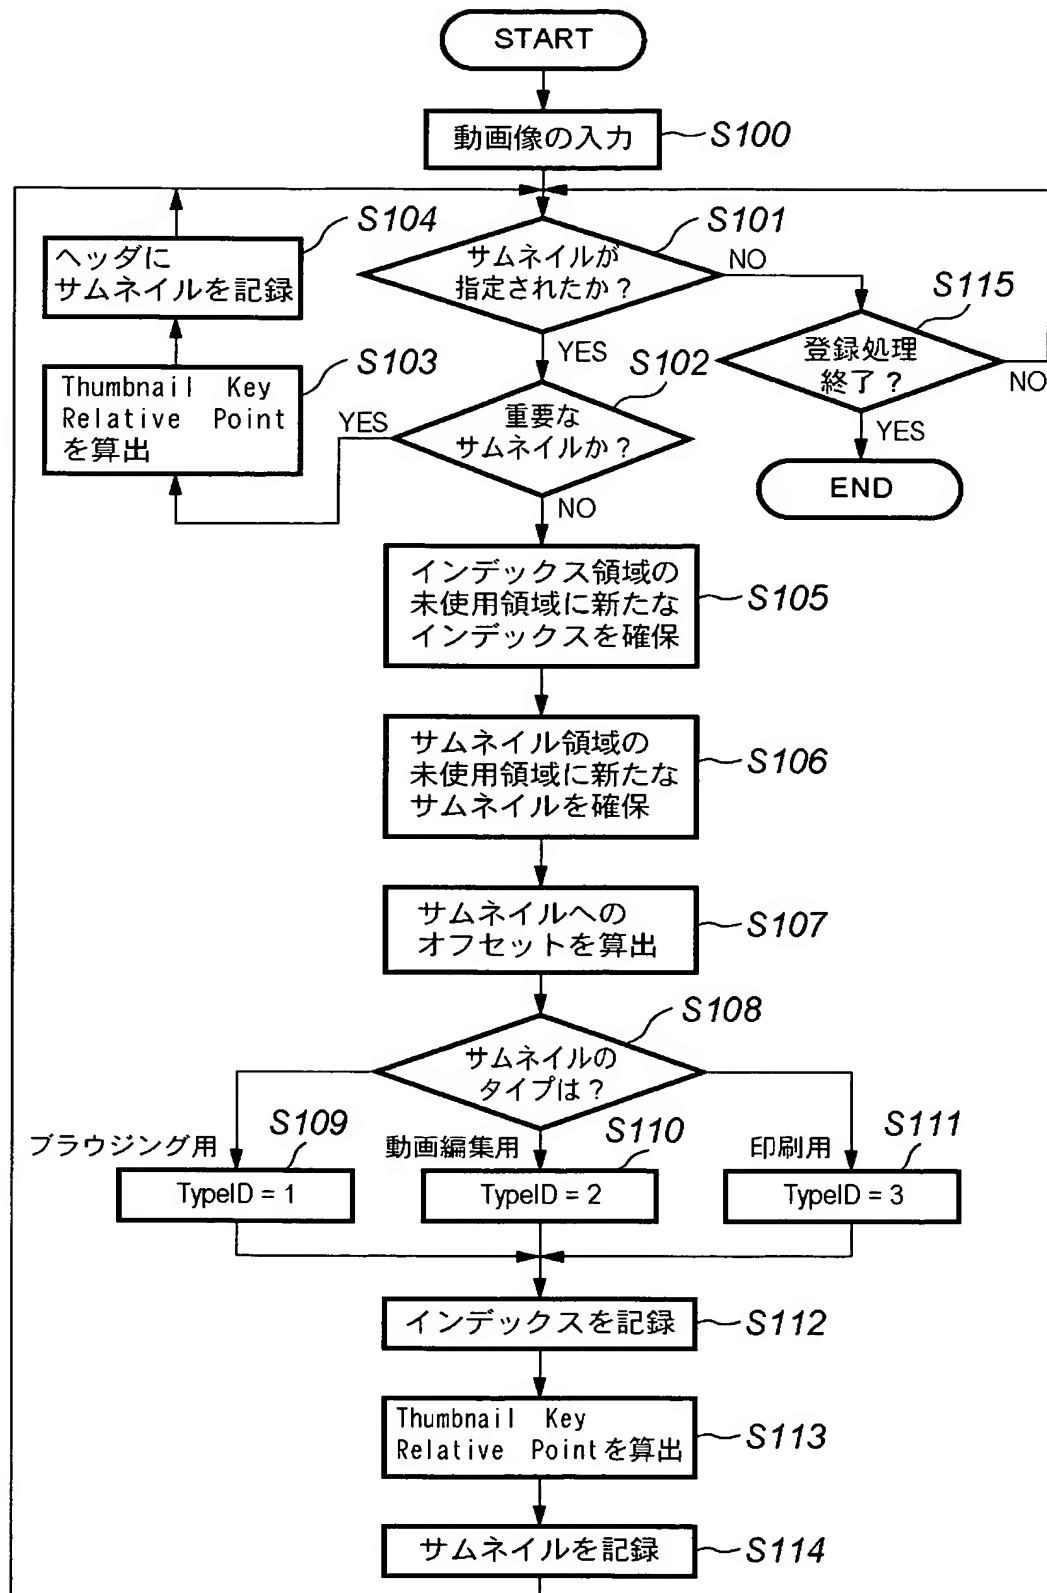 START
動画像の入力
S100
S104
ヘッダに
サムネイルを記録
S101
サムネイルが
指定されたか?
NO
S115
登録処理
終了?
NO
YES
END
YES
S103
Thumbnail Key
Relative Point
を算出
S102
重要な
サムネイルか?
YES
NO
インデックス領域の
未使用領域に新たな
インデックスを確保
S105
サムネイル領域の
未使用領域に新たな
サムネイルを確保
S106
サムネイルへの
オフセットを算出
S107
S108
サムネイルの
タイプは?
ブラウジング用
S109
TypeID = 1
動画編集用
S110
TypeID = 2
印刷用
S111
TypeID = 3
インデックスを記録
S112
Thumbnail Key
Relative Pointを算出
S113
サムネイルを記録
S114